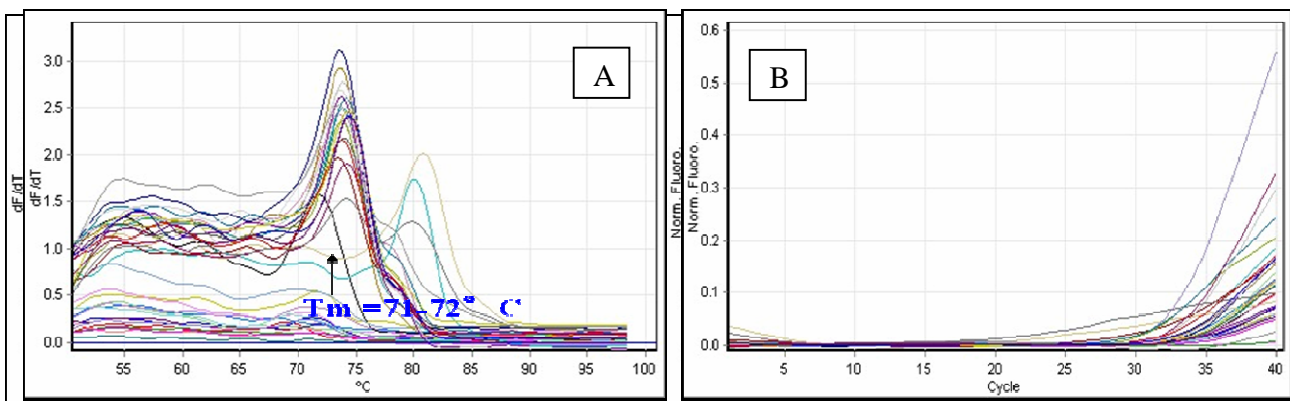 A
3.0
2.5
2.0
1.5
1.0
0.5
0.0
dF/dT
dF/dT
Tm =71-72° C
55 60 65 70 75 80 85 90 95 100
°C
B
0.6
0.5
0.4
0.3
0.2
0.1
0.0
Norm. Fluoro.
Norm. Fluoro.
5 10 15 20 25 30 35 40
Cycle